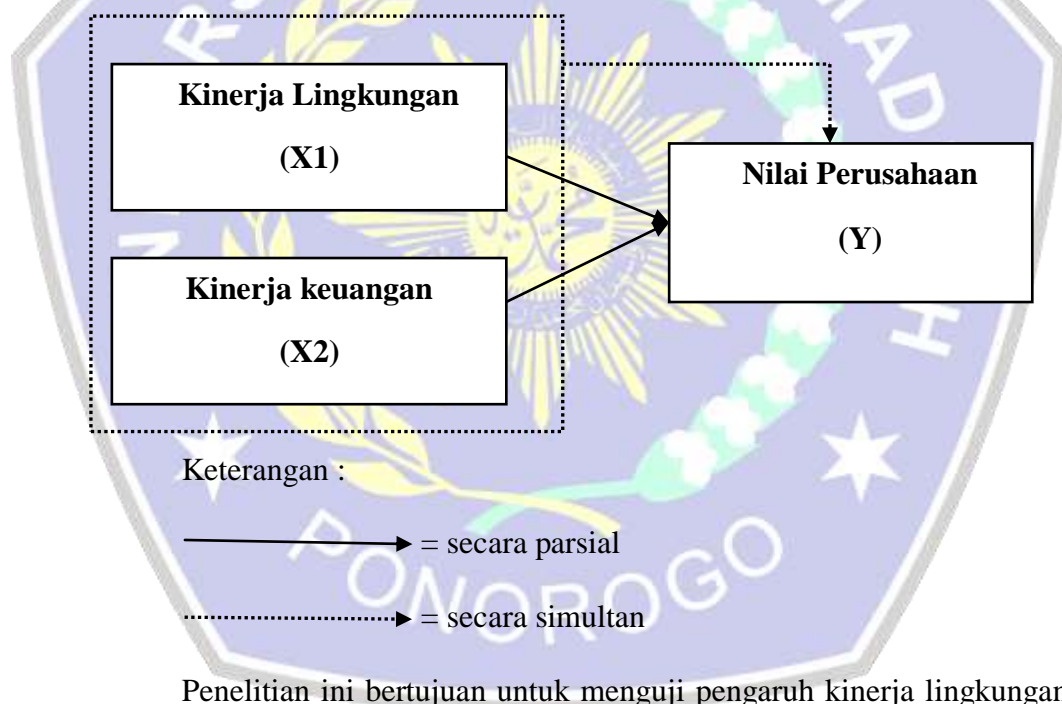 Kinerja Lingkungan
(X1)
Nilai Perusahaan
(Y)
Kinerja keuangan
(X2)
Keterangan :
= secara parsial
= secara simultan
PONOROGO
Penelitian ini bertujuan untuk menguji pengaruh kinerja lingkungan